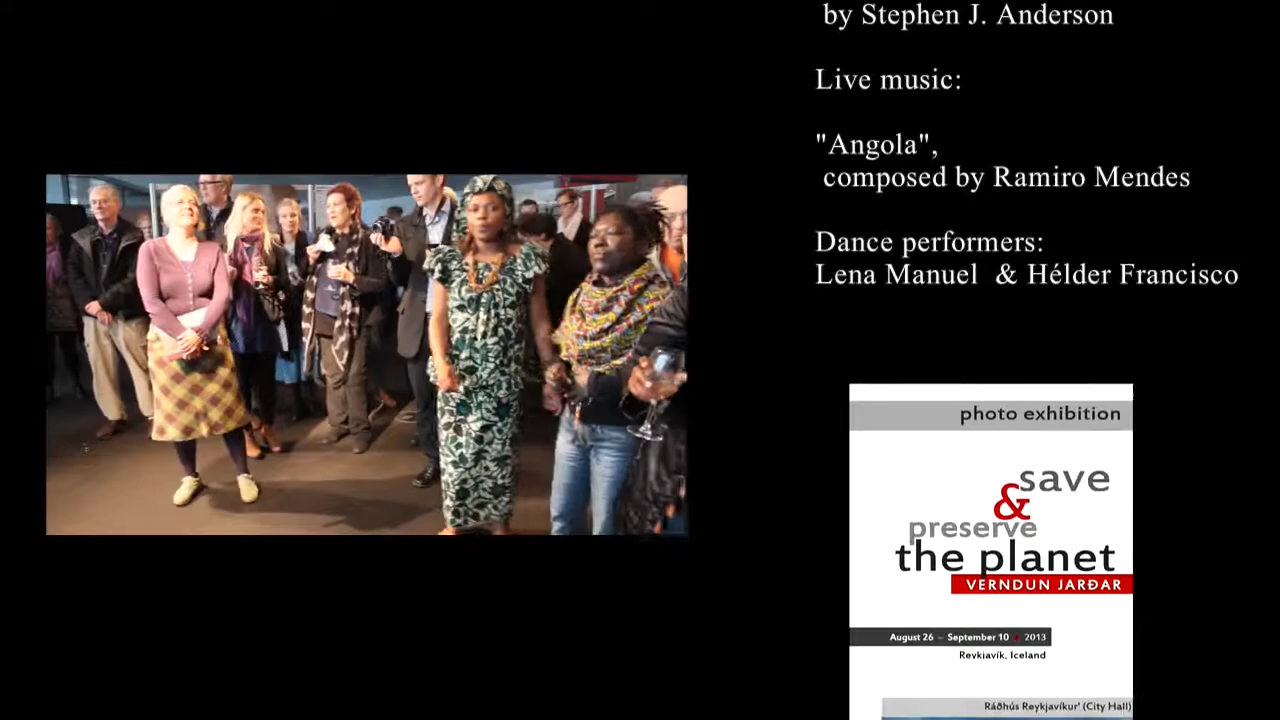 by Stephen J. Anderson
Live music:
"Angola",
composed by Ramiro Mendes
Dance performers:
Lena Manuel & Hélder Francisco
photo exhibition
save
&
preserve
the planet
VERNDUN JARÐAR
August 26 – September 10 • 2013
Reykjavík, Iceland
Ráðhús Reykjavíkur' (City Hall)